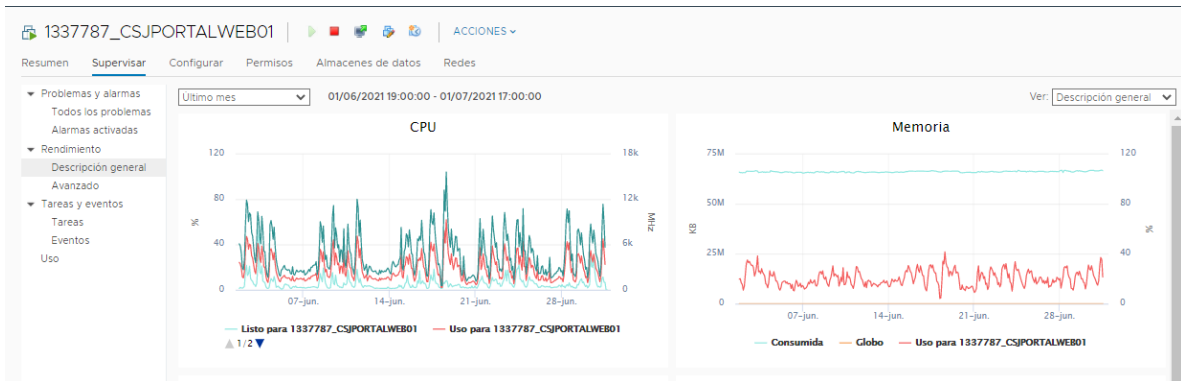 1337787_CSJPORTALWEB01
ACCIONES
Resumen Supervisar Configurar Permisos Almacenes de datos Redes
Problemas y alarmas
Todos los problemas
Alarmas activadas
Rendimiento
Descripción general
Avanzado
Tareas y eventos
Tareas
Eventos
Uso
Último mes 01/06/2021 19:00:00 - 01/07/2021 17:00:00 Ver: Descripción general
CPU
120 18k
80 12k
40 6k
0 0
% MHz
07-jun. 14-jun. 21-jun. 28-jun.
Listo para 1337787_CSJPORTALWEB01 Uso para 1337787_CSJPORTALWEB01
1/2
Memoria
75M 120
50M 80
25M 40
0 0
KB %
07-jun. 14-jun. 21-jun. 28-jun.
Consumida Globo Uso para 1337787_CSJPORTALWEB01